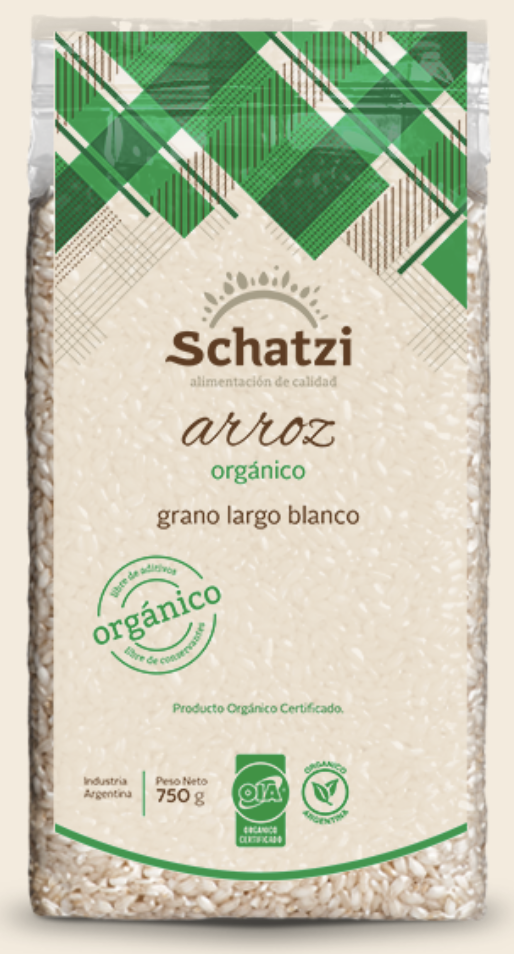 Schatzi
alimentación de calidad
arroz
orgánico
grano largo blanco
libre de aditivos
orgánico
libre de conservantes
Producto Orgánico Certificado.
Industria
Argentina
Peso Neto
750 g
OIA
ORGANICO
CERTIFICADO
ORGANICO
ARGENTINA